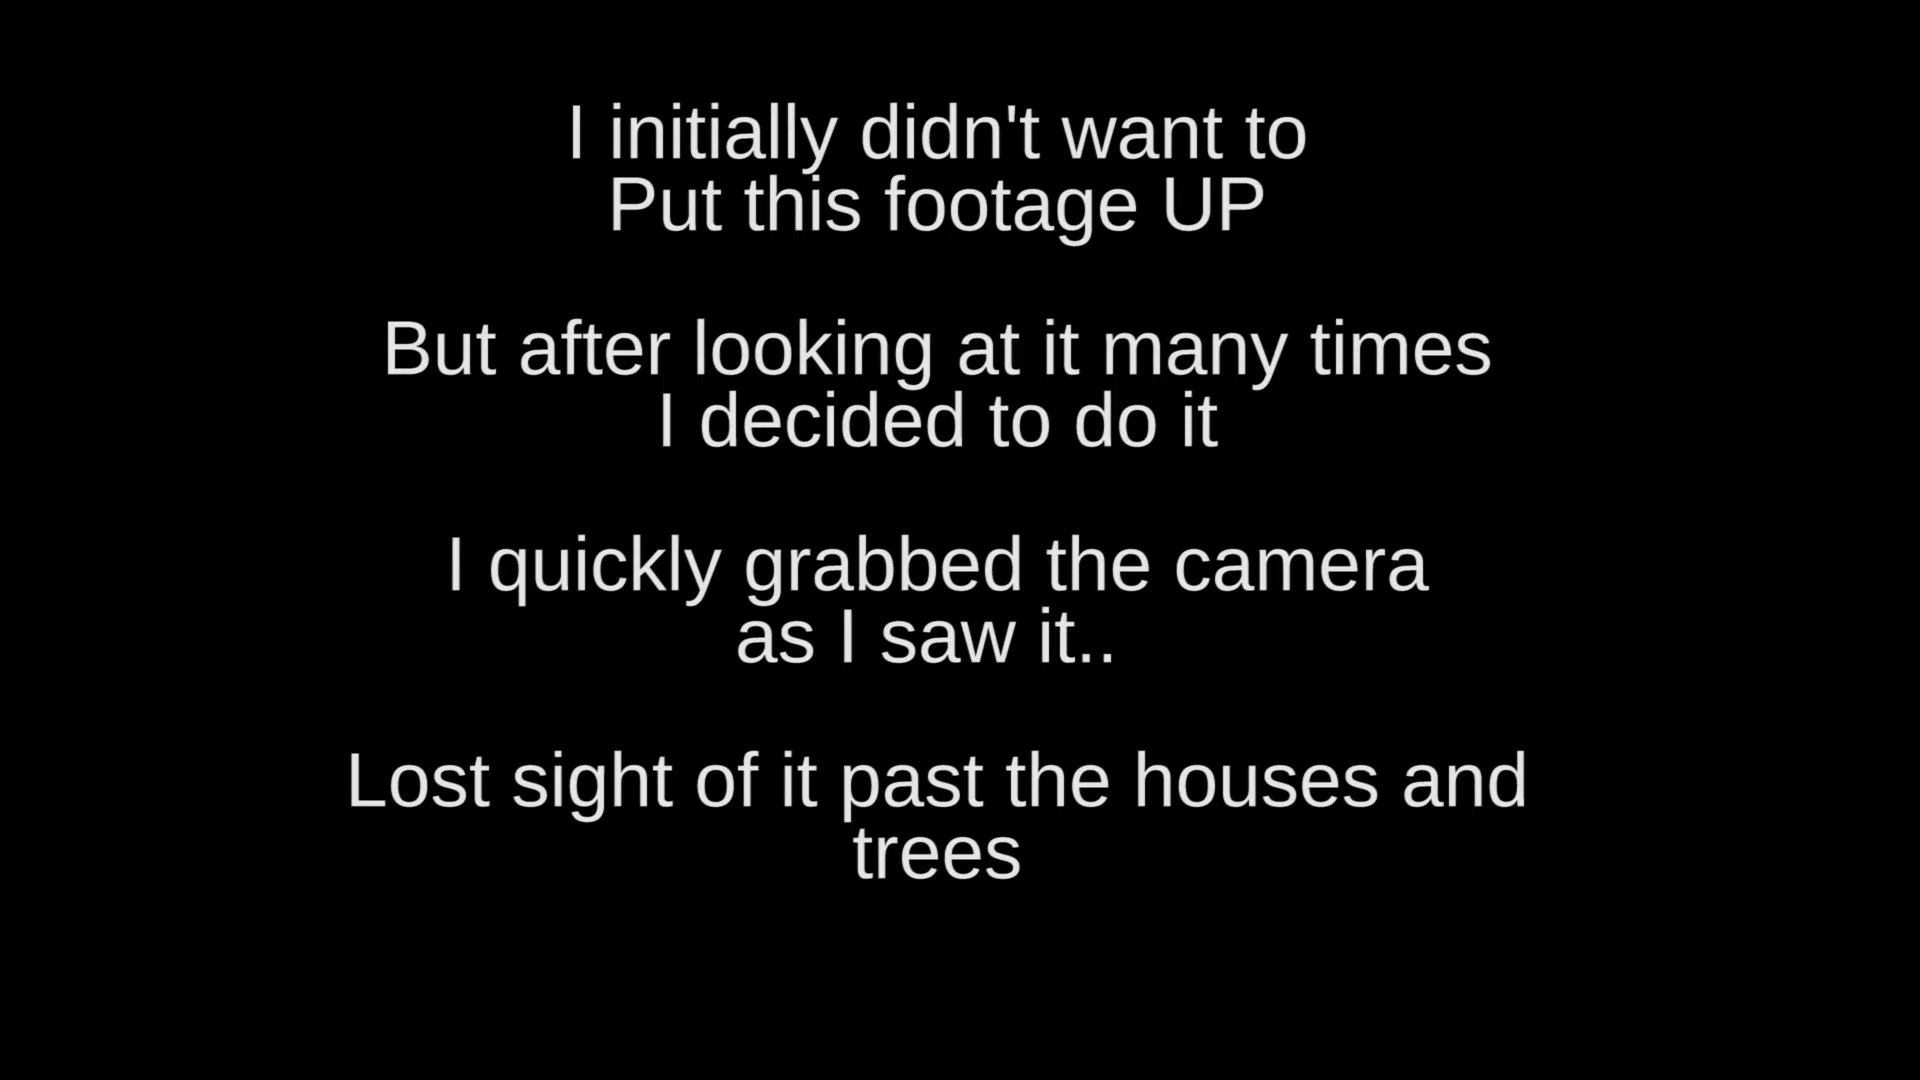 I initially didn't want to
Put this footage UP
But after looking at it many times
I decided to do it
I quickly grabbed the camera
as I saw it..
Lost sight of it past the houses and
trees